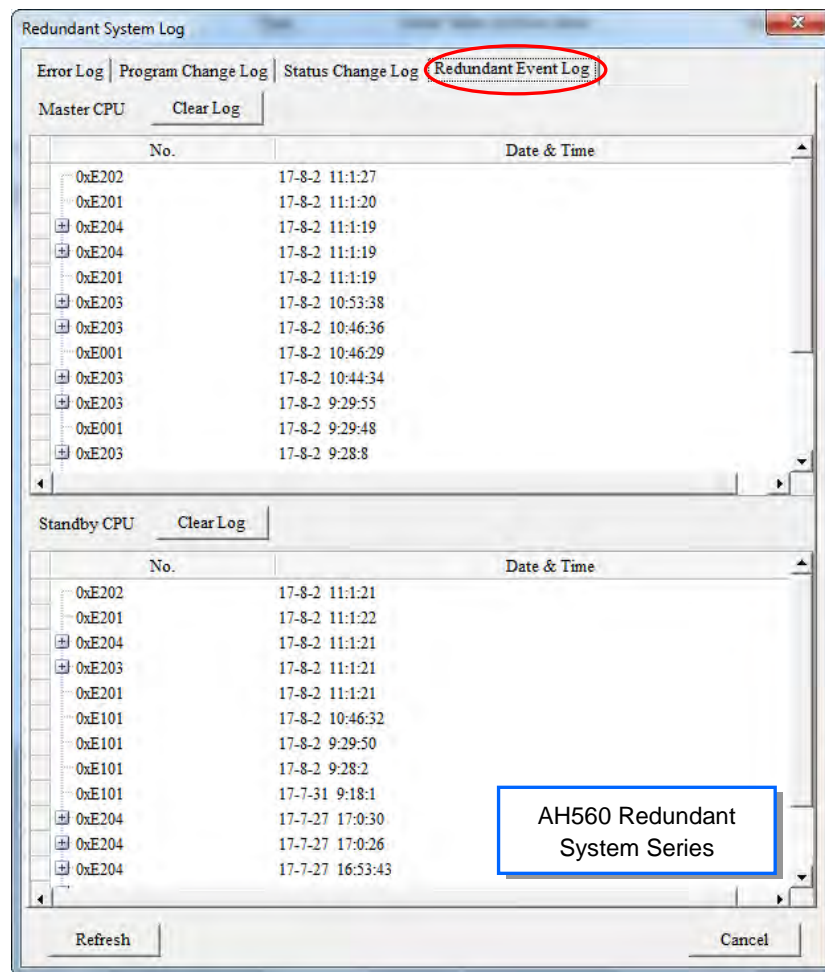 Redundant System Log
Error Log Program Change Log Status Change Log Redundant Event Log
Master CPU Clear Log
No. Date & Time
0xE202 17-8-2 11:1:27
0xE201 17-8-2 11:1:20
0xE204 17-8-2 11:1:19
0xE204 17-8-2 11:1:19
0xE201 17-8-2 11:1:19
0xE203 17-8-2 10:53:38
0xE203 17-8-2 10:46:36
0xE001 17-8-2 10:46:29
0xE203 17-8-2 10:44:34
0xE203 17-8-2 9:29:55
0xE001 17-8-2 9:29:48
0xE203 17-8-2 9:28:8
Standby CPU Clear Log
No. Date & Time
0xE202 17-8-2 11:1:21
0xE201 17-8-2 11:1:22
0xE204 17-8-2 11:1:21
0xE203 17-8-2 11:1:21
0xE201 17-8-2 11:1:21
0xE101 17-8-2 10:46:32
0xE101 17-8-2 9:29:50
0xE101 17-8-2 9:28:2
0xE101 17-7-31 9:18:1
0xE204 17-7-27 17:0:30
0xE204 17-7-27 17:0:26
0xE204 17-7-27 16:53:43
AH560 Redundant
System Series
Refresh Cancel